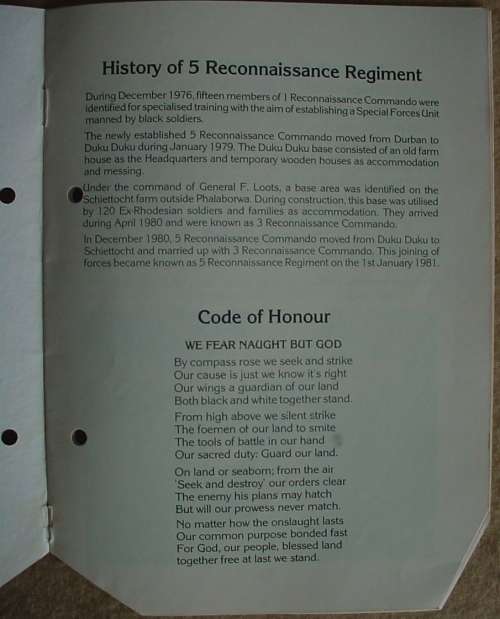 History of 5 Reconnaissance Regiment
During December 1976, fifteen members of 1 Reconnaissance Commando were
identified for specialised training with the aim of establishing a Special Forces Unit
manned by black soldiers.
The newly established 5 Reconnaissance Commando moved from Durban to
Duku Duku during January 1979. The Duku Duku base consisted of an old farm
house as the Headquarters and temporary wooden houses as accommodation
and messing.
Under the command of General F. Loots, a base area was identified on the
Schiettocht farm outside Phalaborwa. During construction, this base was utilised
by 120 Ex-Rhodesian soldiers and families as accommodation. They arrived
during April 1980 and were known as 3 Reconnaissance Commando.
In December 1980, 5 Reconnaissance Commando moved from Duku Duku to
Schiettocht and married up with 3 Reconnaissance Commando. This joining of
forces became known as 5 Reconnaissance Regiment on the 1st January 1981.
Code of Honour
WE FEAR NAUGHT BUT GOD
By compass rose we seek and strike
Our cause is just we know it's right
Our wings a guardian of our land
Both black and white together stand.
From high above we silent strike
The foemen of our land to smite
The tools of battle in our hand
Our sacred duty: Guard our land.
On land or seaborn; from the air
'Seek and destroy' our orders clear
The enemy his plans may hatch
But will our prowess never match.
No matter how the onslaught lasts
Our common purpose bonded fast
For God, our people, blessed land
together free at last we stand.